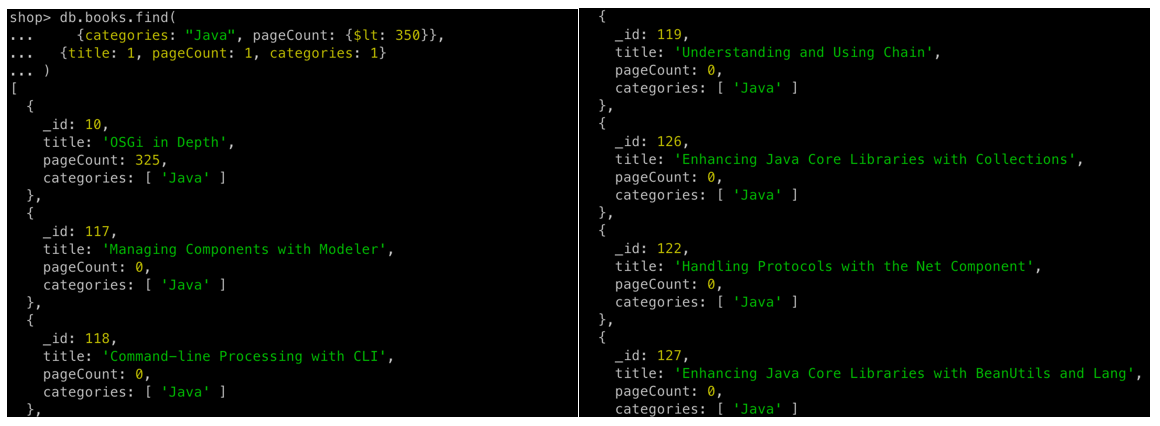 shop> db.books.find(
...     {categories: "Java", pageCount: {$lt: 350}},
...   {title: 1, pageCount: 1, categories: 1}
... )
[
  {
    _id: 10,
    title: 'OSGi in Depth',
    pageCount: 325,
    categories: [ 'Java' ]
  },
  {
    _id: 117,
    title: 'Managing Components with Modeler',
    pageCount: 0,
    categories: [ 'Java' ]
  },
  {
    _id: 118,
    title: 'Command-line Processing with CLI',
    pageCount: 0,
    categories: [ 'Java' ]
  },
  {
    _id: 119,
    title: 'Understanding and Using Chain',
    pageCount: 0,
    categories: [ 'Java' ]
  },
  {
    _id: 126,
    title: 'Enhancing Java Core Libraries with Collections',
    pageCount: 0,
    categories: [ 'Java' ]
  },
  {
    _id: 122,
    title: 'Handling Protocols with the Net Component',
    pageCount: 0,
    categories: [ 'Java' ]
  },
  {
    _id: 127,
    title: 'Enhancing Java Core Libraries with BeanUtils and Lang',
    pageCount: 0,
    categories: [ 'Java' ]